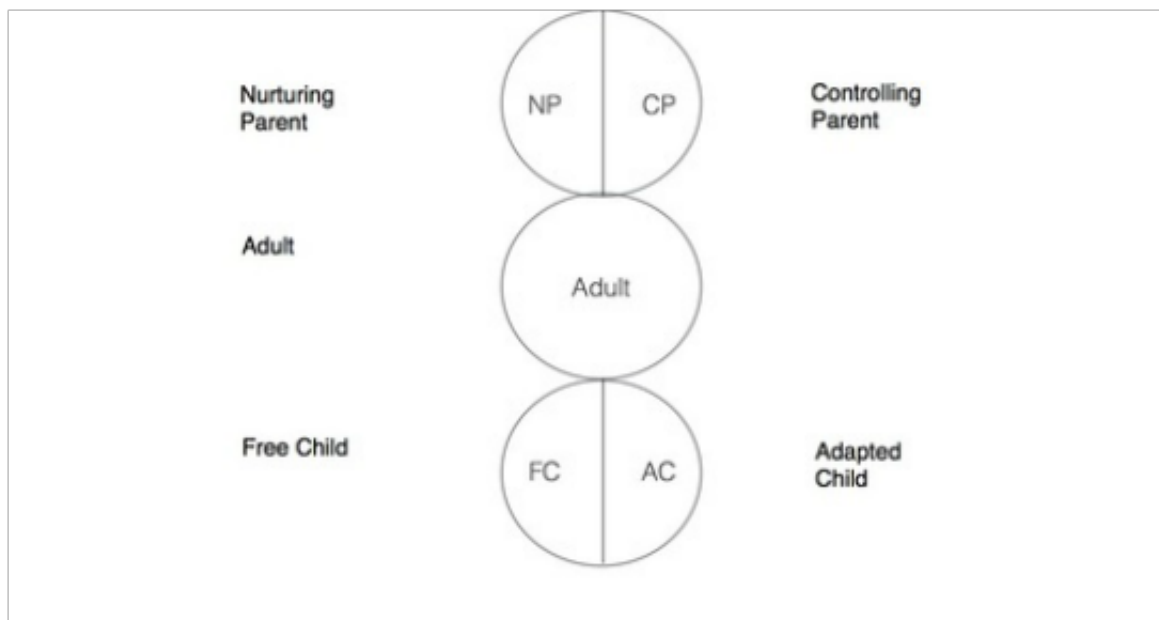 Nurturing
Parent
NP
CP
Controlling
Parent
Adult
Adult
Free Child
FC
AC
Adapted
Child